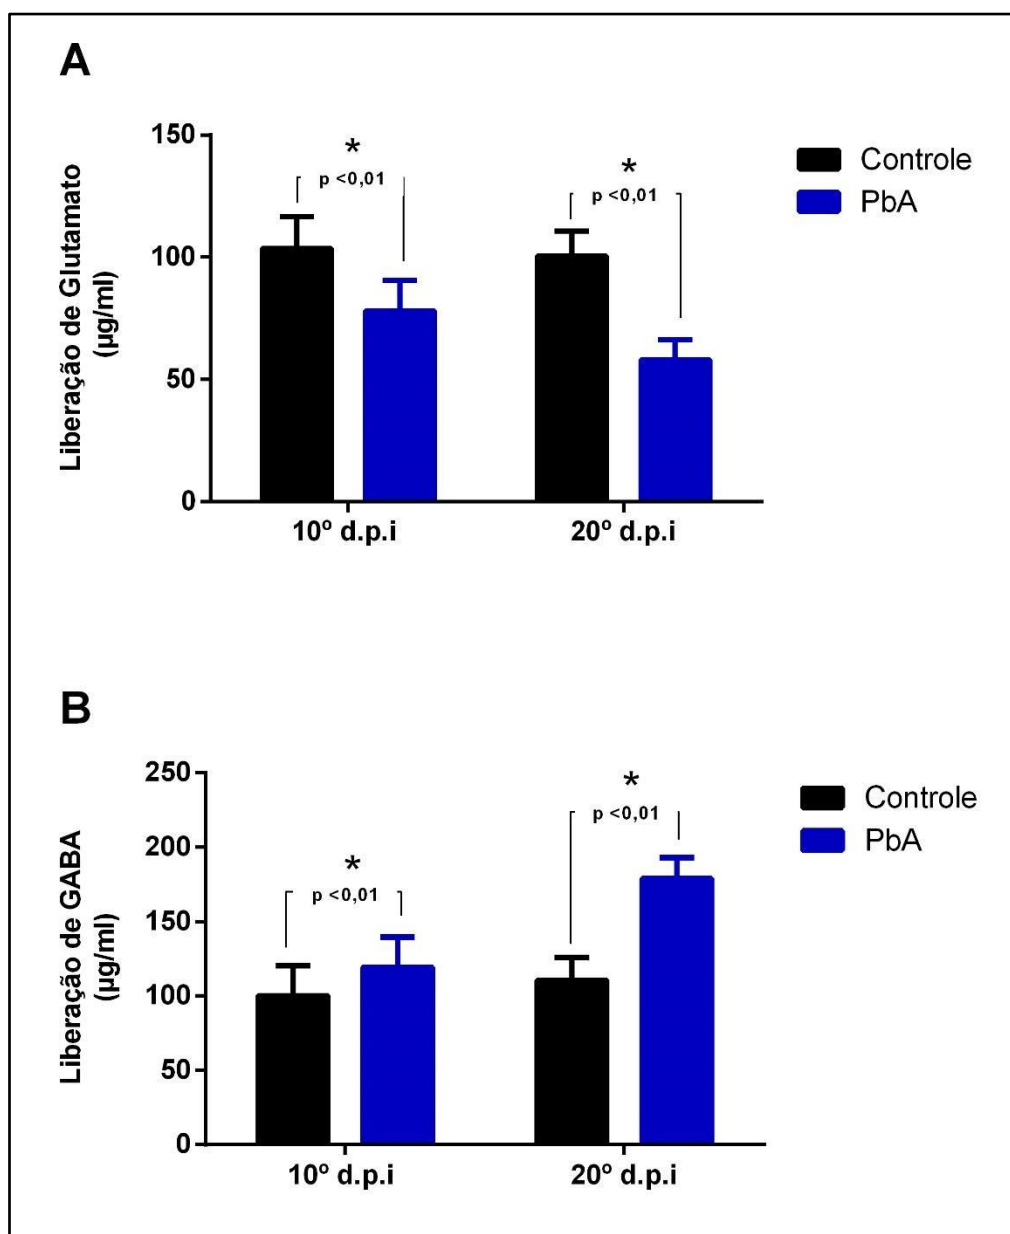 A
Liberação de Glutamato
(µg/ml)
150
100
50
0
*
p <0,01
*
p <0,01
10º d.p.i
20º d.p.i
Controle
PbA
B
Liberação de GABA
(µg/ml)
250
200
150
100
50
0
*
p <0,01
*
p <0,01
10º d.p.i
20º d.p.i
Controle
PbA